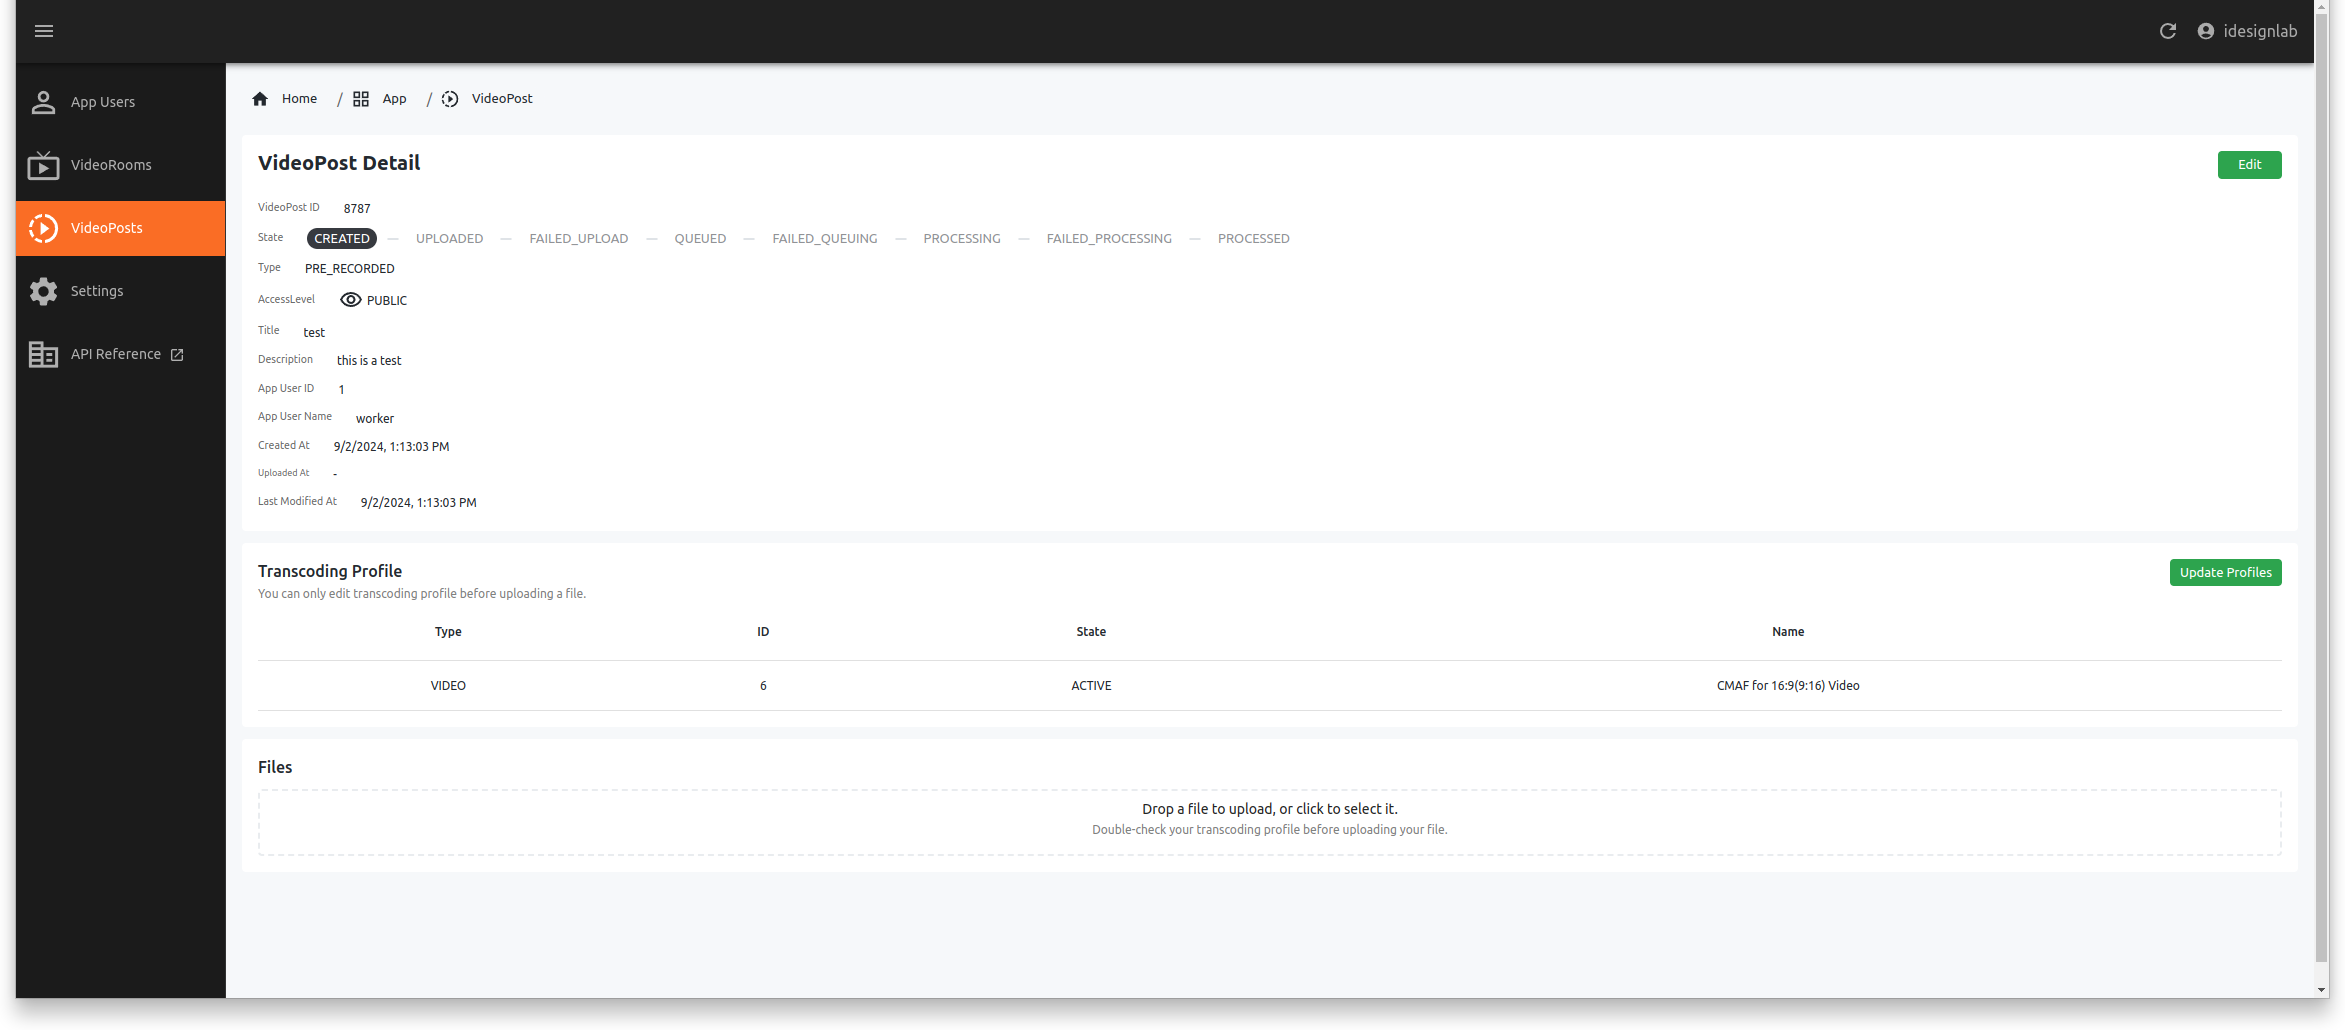 idesignlab
App Users
VideoRooms
VideoPosts
Settings
API Reference
Home / App / VideoPost
VideoPost Detail
Edit
VideoPost ID 8787
State CREATED — UPLOADED — FAILED_UPLOAD — QUEUED — FAILED_QUEUING — PROCESSING — FAILED_PROCESSING — PROCESSED
Type PRE_RECORDED
AccessLevel PUBLIC
Title test
Description this is a test
App User ID 1
App User Name worker
Created At 9/2/2024, 1:13:03 PM
Uploaded At -
Last Modified At 9/2/2024, 1:13:03 PM
Transcoding Profile
Update Profiles
You can only edit transcoding profile before uploading a file.
Type ID State Name
VIDEO 6 ACTIVE CMAF for 16:9(9:16) Video
Files
Drop a file to upload, or click to select it.
Double-check your transcoding profile before uploading your file.